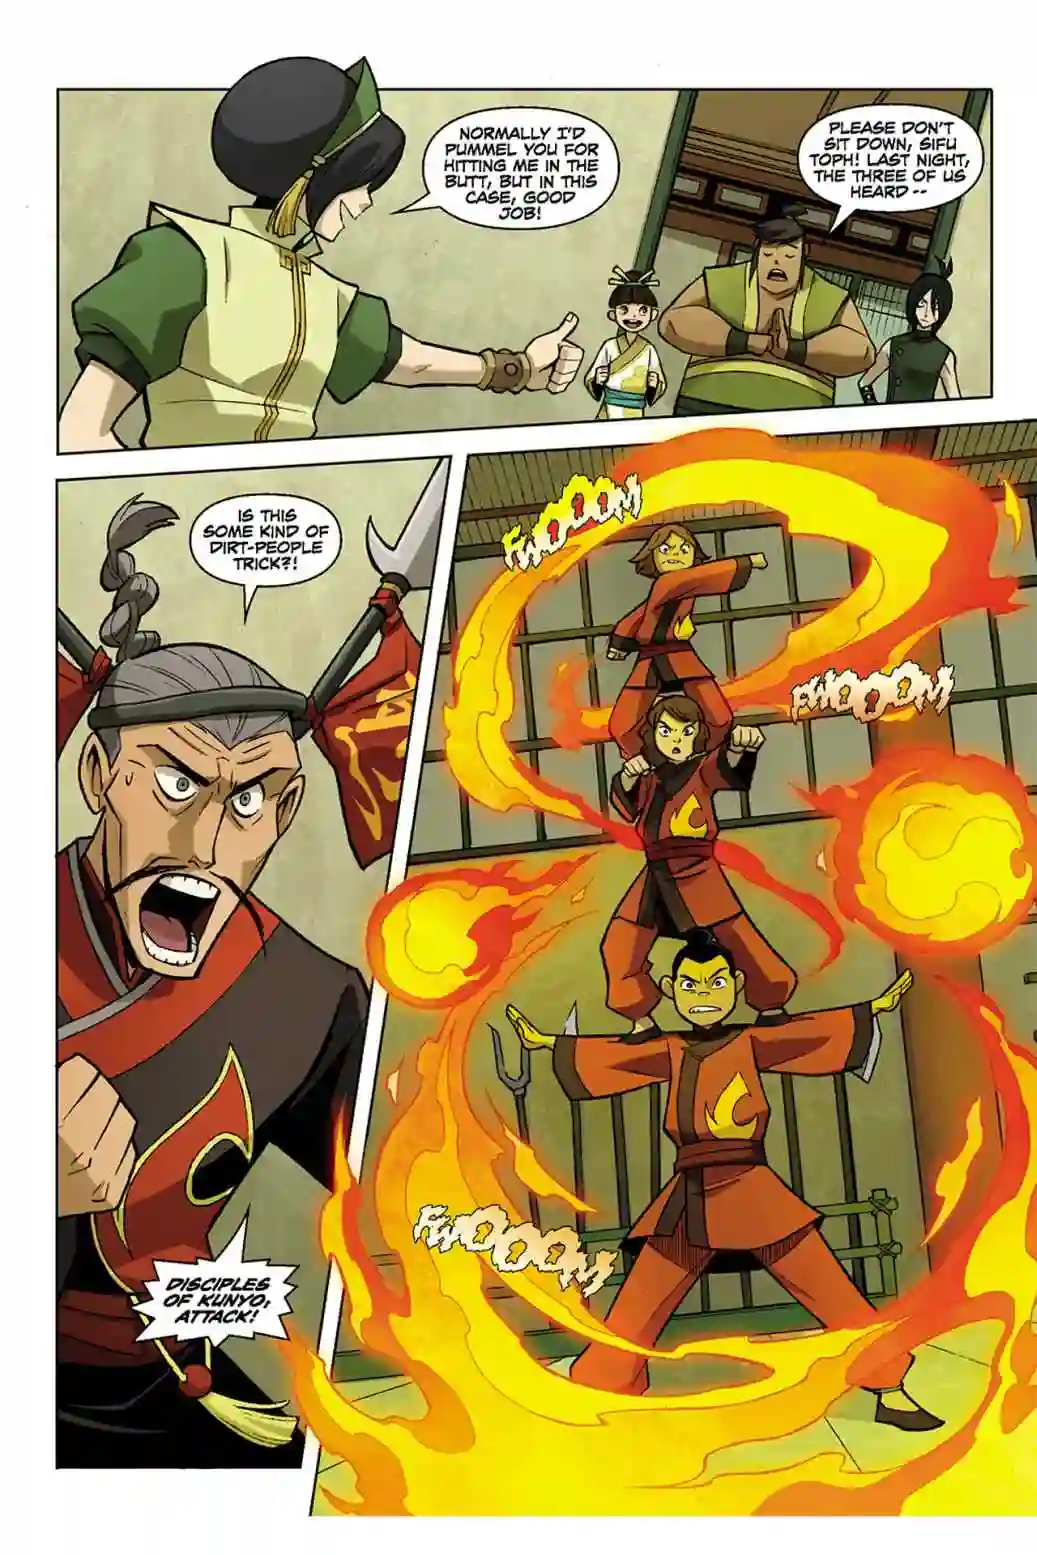 NORMALLY I'D
PUMMEL YOU FOR
HITTING ME IN THE
BUTT, BUT IN THIS
CASE, GOOD
JOB!
PLEASE DON'T
SIT DOWN, SIFU
TOPH! LAST NIGHT,
THE THREE OF US
HEARD --
IS THIS
SOME KIND OF
DIRT-PEOPLE
TRICK?!
DISCIPLES
OF KUNYO,
ATTACK!
FWOOOM
FWOOOM
FWOOOM